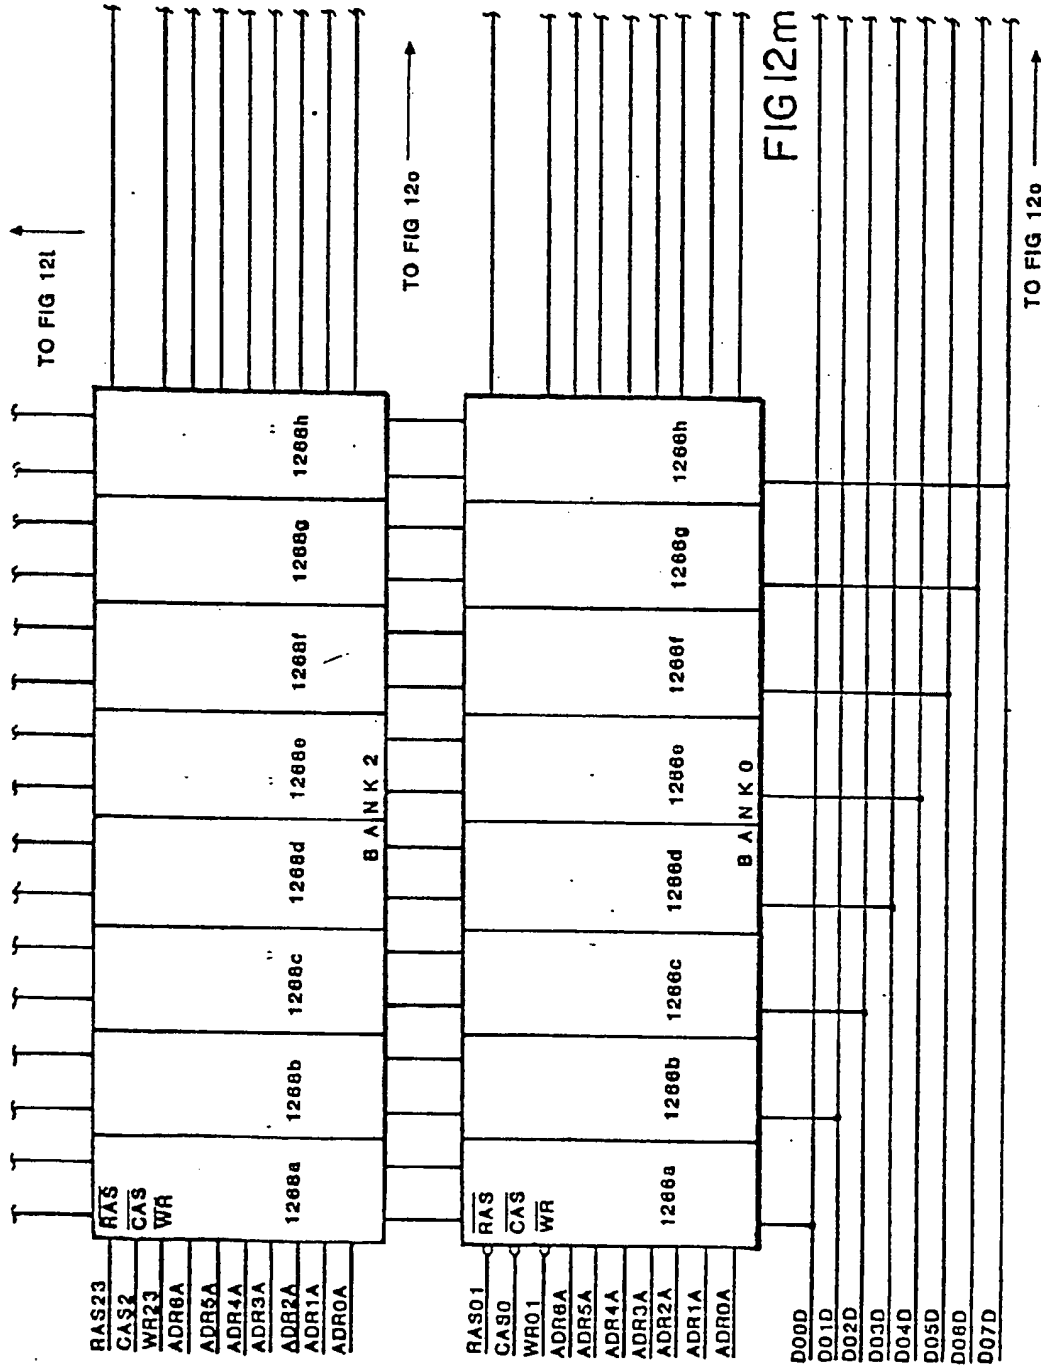 TO FIG 12l
RAS23
CAS2
WR23
ADR6A
ADR5A
ADR4A
ADR3A
ADR2A
ADR1A
ADR0A
RAS
CAS
WR
1268a
1268b
1268c
1268d
1268e
1268f
1268g
1268h
BANK 2
TO FIG 12o
RAS01
CAS0
WR01
ADR6A
ADR5A
ADR4A
ADR3A
ADR2A
ADR1A
ADR0A
RAS
CAS
WR
1266a
1266b
1266c
1266d
1266e
1266f
1266g
1266h
BANK 0
FIG 12m
D00D
D01D
D02D
D03D
D04D
D05D
D06D
D07D
TO FIG 12o